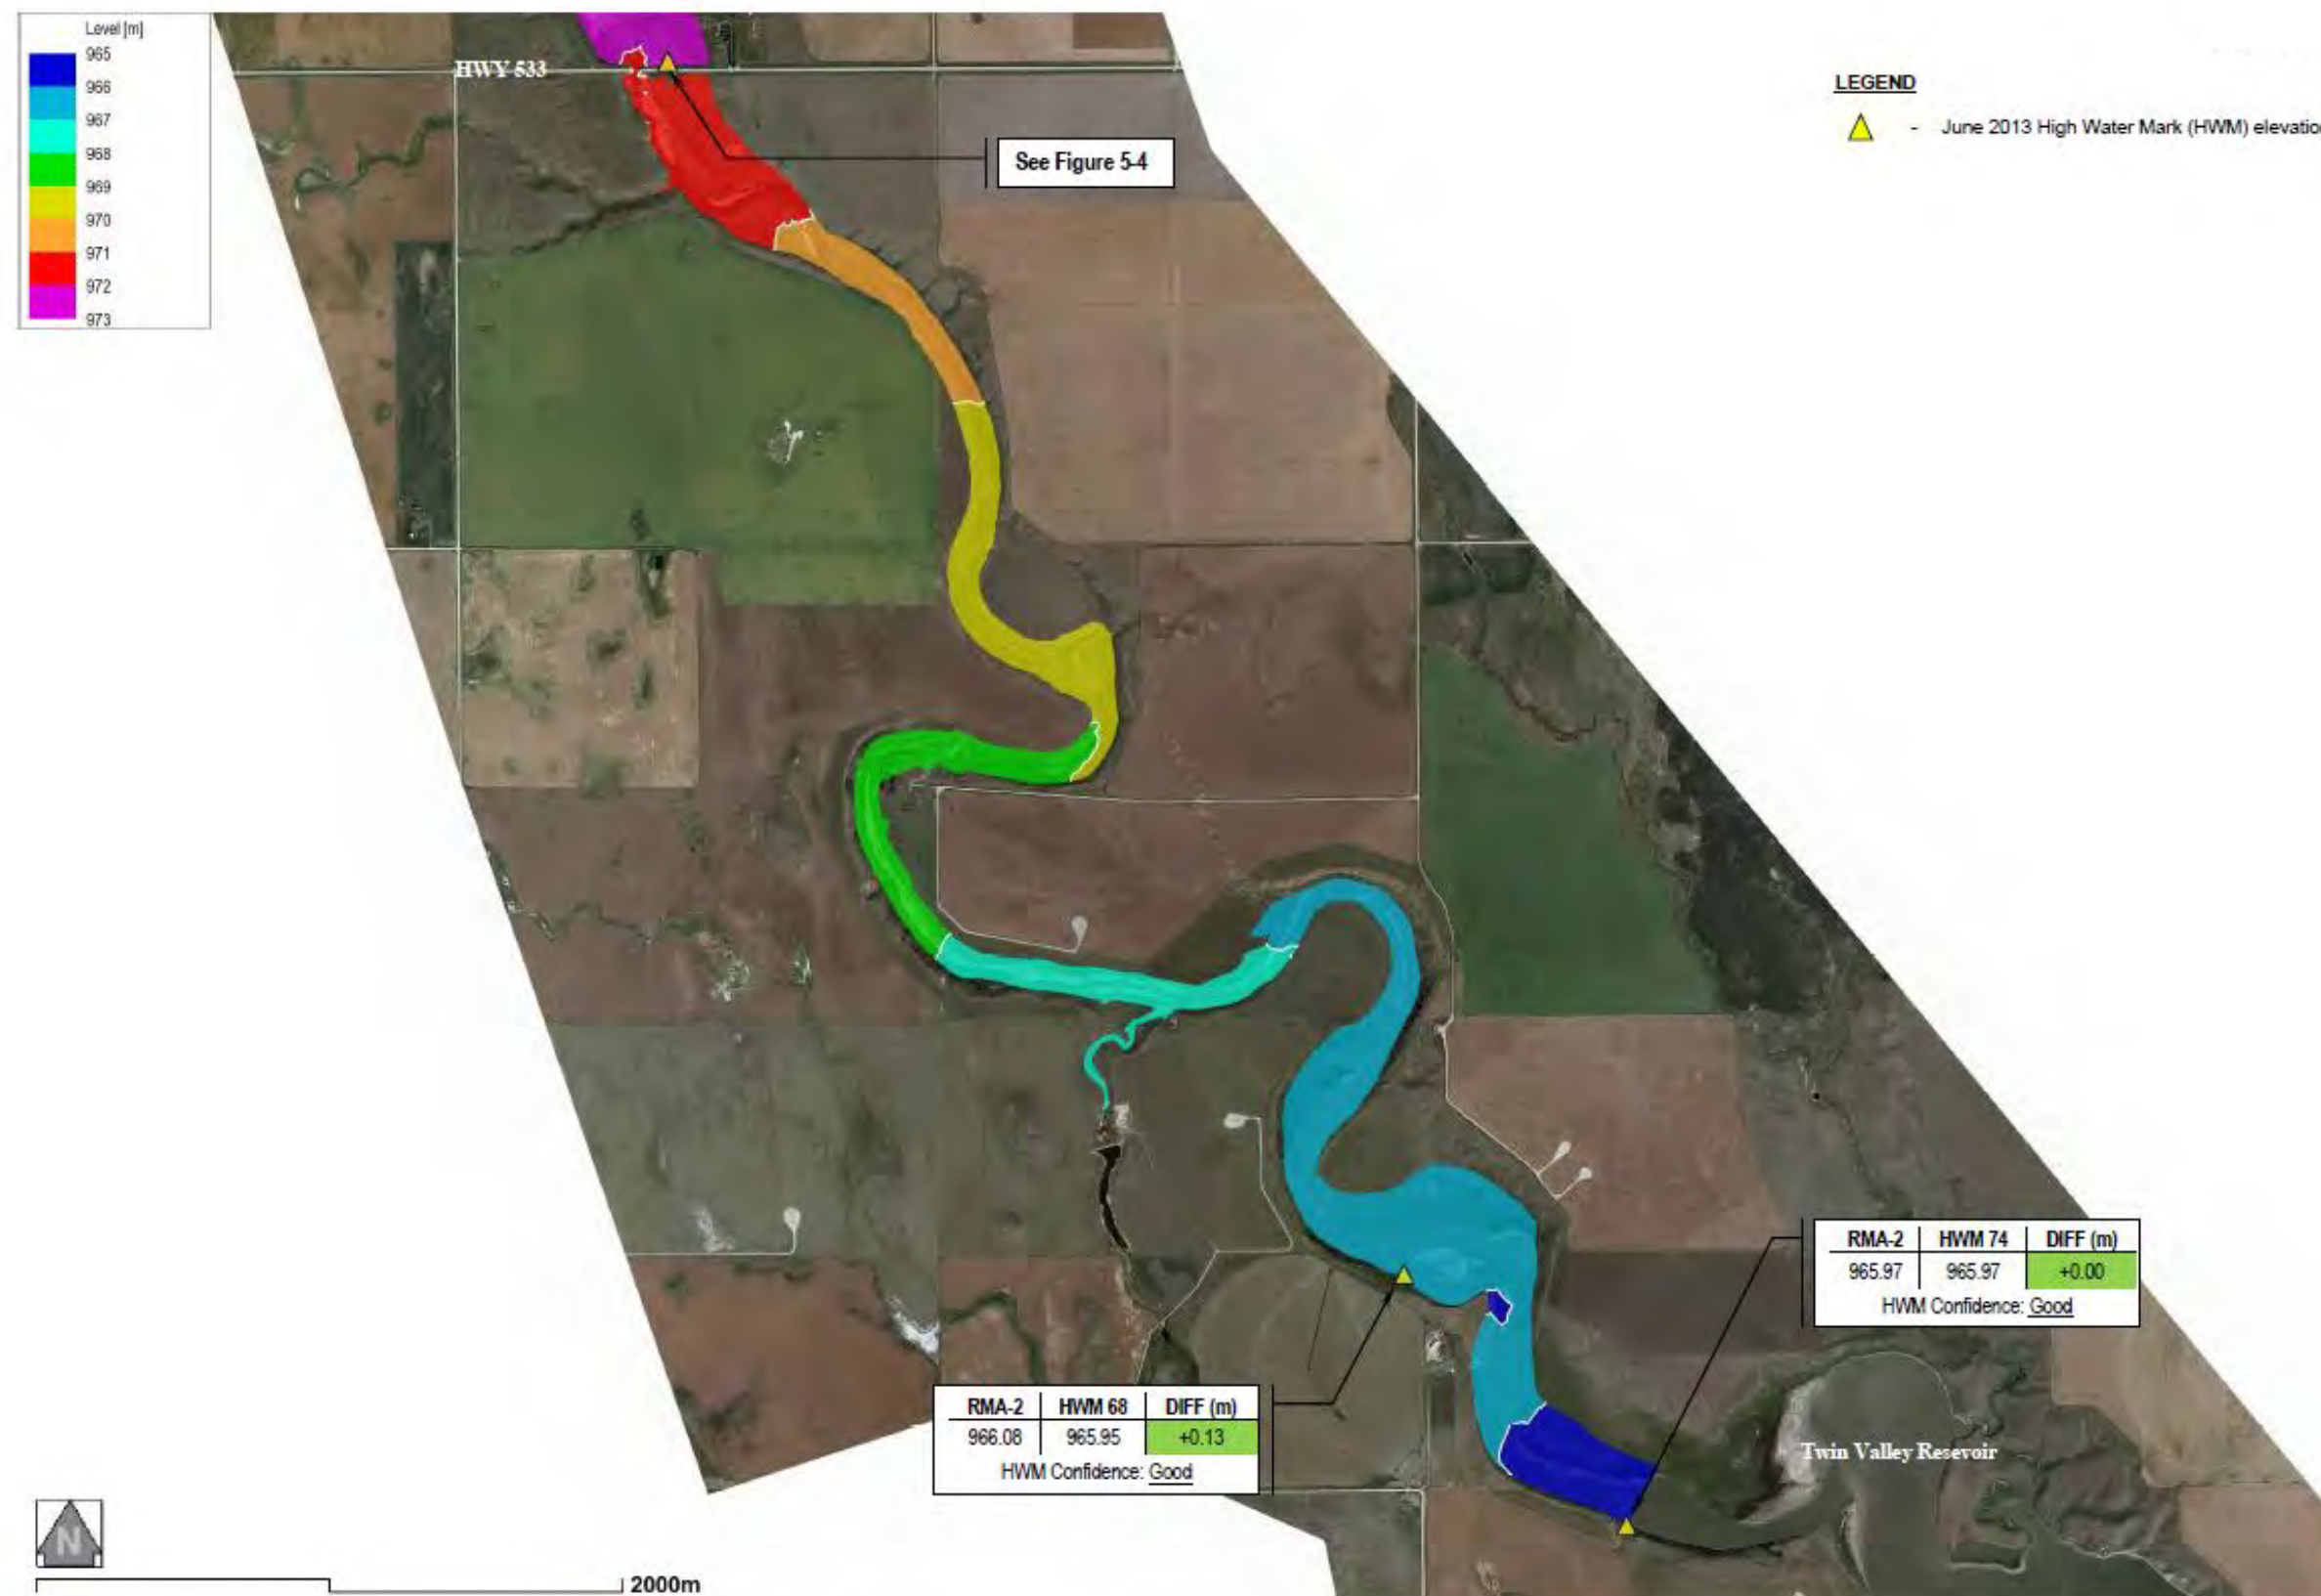 Level [m]
965
966
967
968
969
970
971
972
973
HWY 533
See Figure 5-4
LEGEND
- June 2013 High Water Mark (HWM) elevatio
RMA-2 HWM 74 DIFF (m)
965.97 965.97 +0.00
HWM Confidence: Good
RMA-2 HWM 68 DIFF (m)
966.08 965.95 +0.13
HWM Confidence: Good
Twin Valley Resevoir
N
2000m